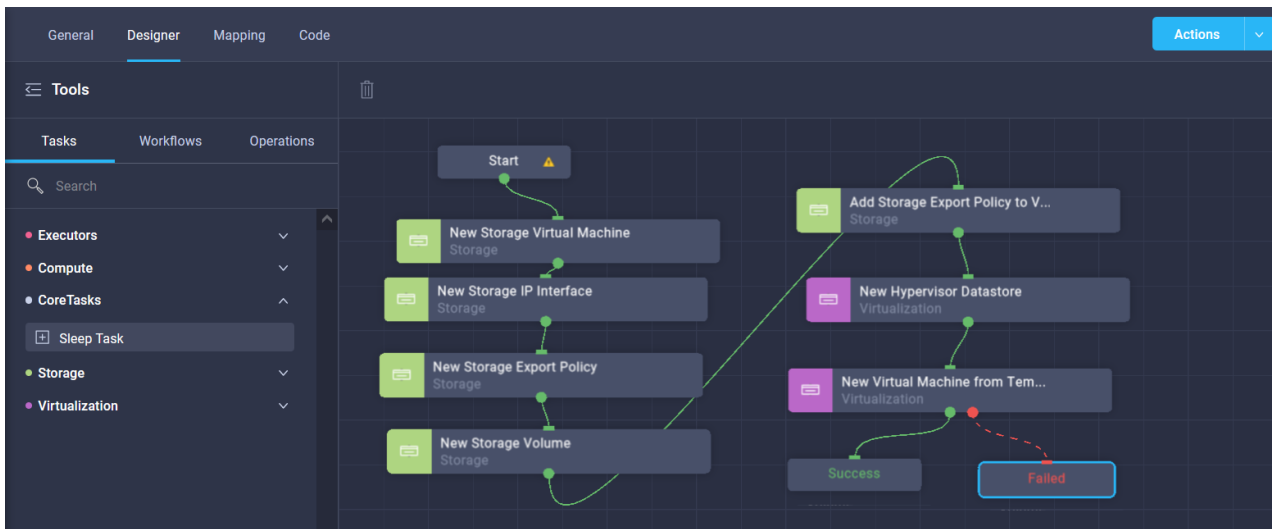 General Designer Mapping Code Actions
Tools
Tasks Workflows Operations
Search
Executors
Compute
CoreTasks
Sleep Task
Storage
Virtualization
Start
New Storage Virtual Machine
Storage
New Storage IP Interface
Storage
New Storage Export Policy
Storage
New Storage Volume
Storage
Add Storage Export Policy to V...
Storage
New Hypervisor Datastore
Virtualization
New Virtual Machine from Tem...
Virtualization
Success
Failed